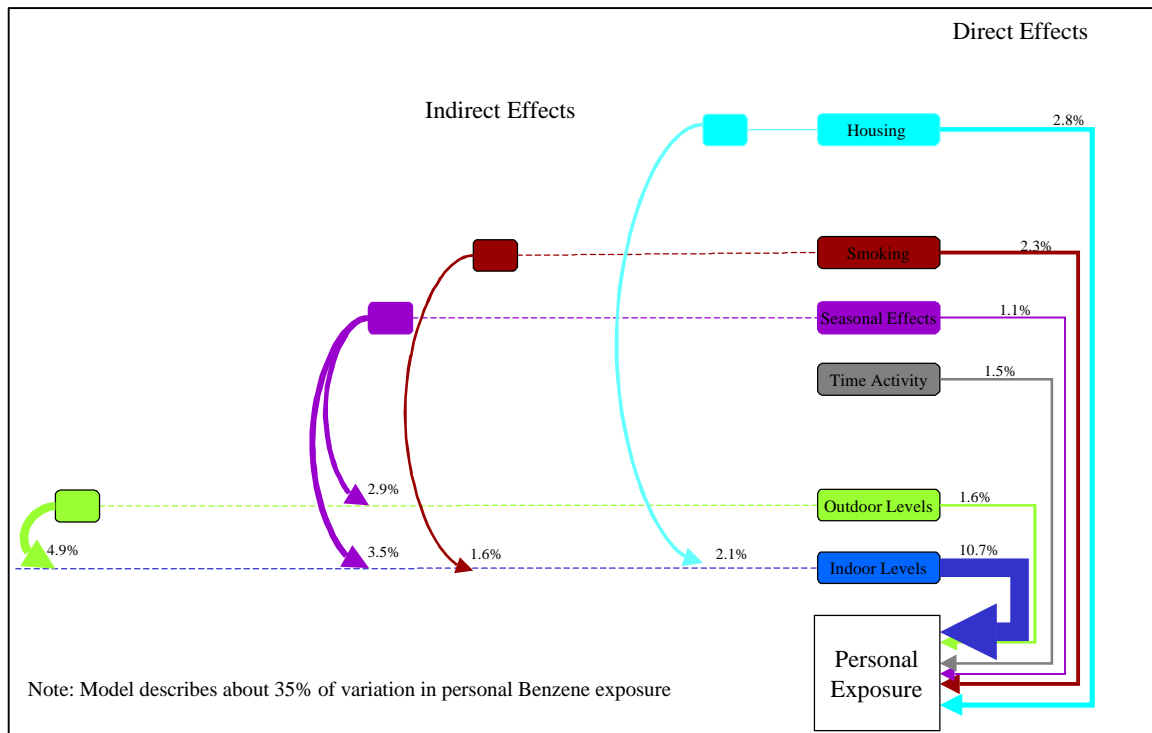 Direct Effects
Indirect Effects
Housing
2.8%
Smoking
2.3%
Seasonal Effects
1.1%
Time Activity
1.5%
2.9%
Outdoor Levels
1.6%
4.9%
3.5%
1.6%
2.1%
Indoor Levels
10.7%
Personal
Exposure
Note: Model describes about 35% of variation in personal Benzene exposure